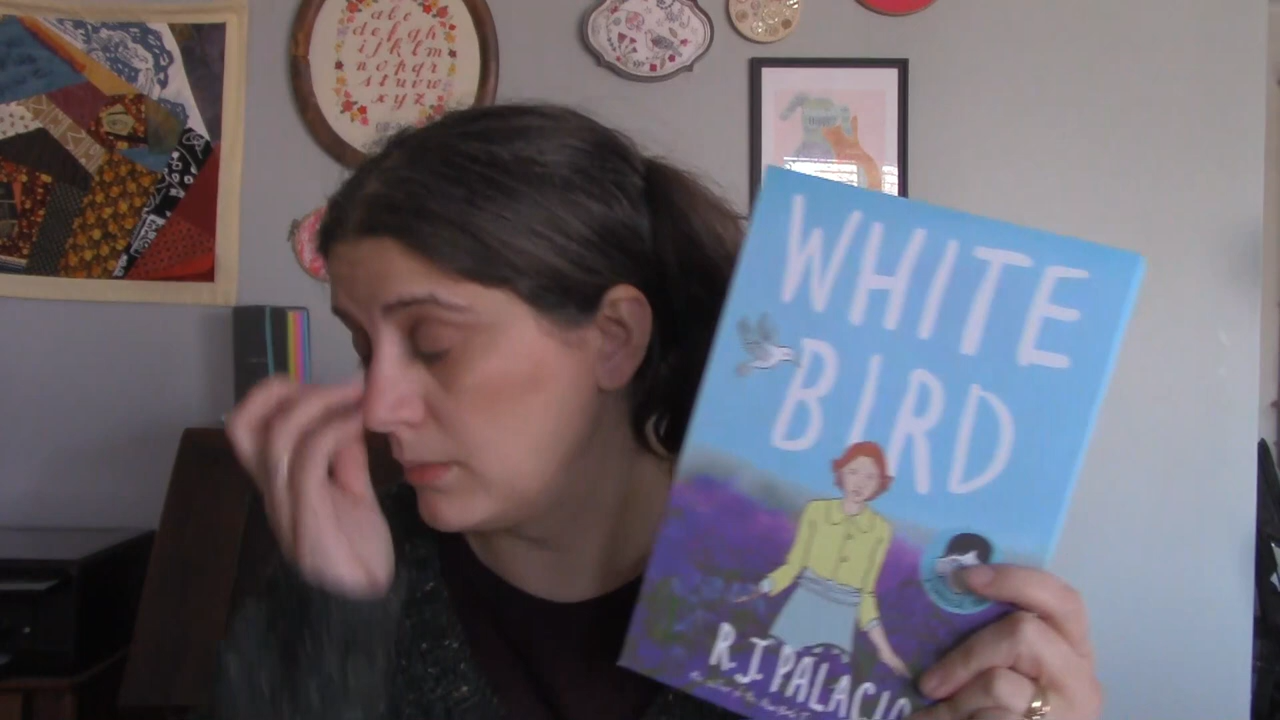 a b c
d e f g h
i j k l m
n o p q r
s t u v w
x y z
WHITE
BIRD
R.J. PALACIO